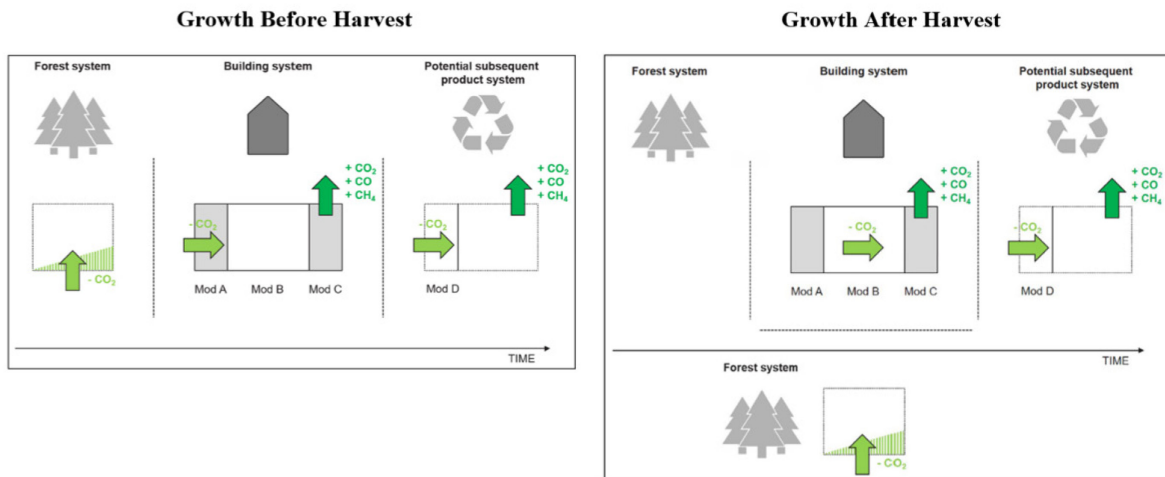 Growth Before Harvest
Forest system
Building system
Potential subsequent
product system
+ CO₂
+ CO
+ CH₄
+ CO₂
+ CO
+ CH₄
- CO₂
- CO₂
- CO₂
Mod A
Mod B
Mod C
Mod D
TIME
Growth After Harvest
Forest system
Building system
Potential subsequent
product system
+ CO₂
+ CO
+ CH₄
+ CO₂
+ CO
+ CH₄
- CO₂
- CO₂
Mod A
Mod B
Mod C
Mod D
TIME
Forest system
- CO₂